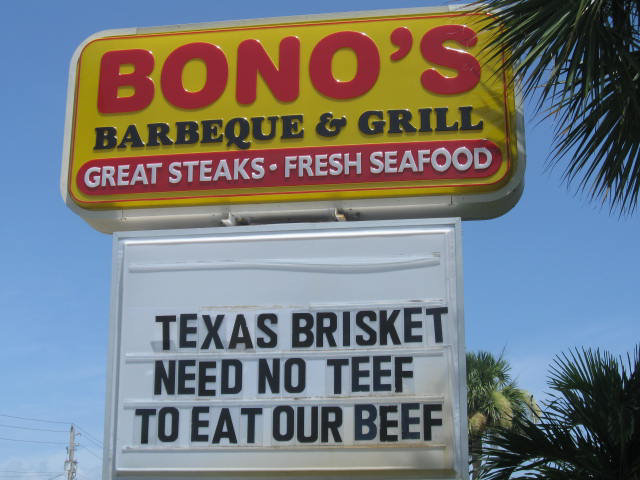 BONO'S
BARBEQUE & GRILL
GREAT STEAKS • FRESH SEAFOOD
TEXAS BRISKET
NEED NO TEEF
TO EAT OUR BEEF